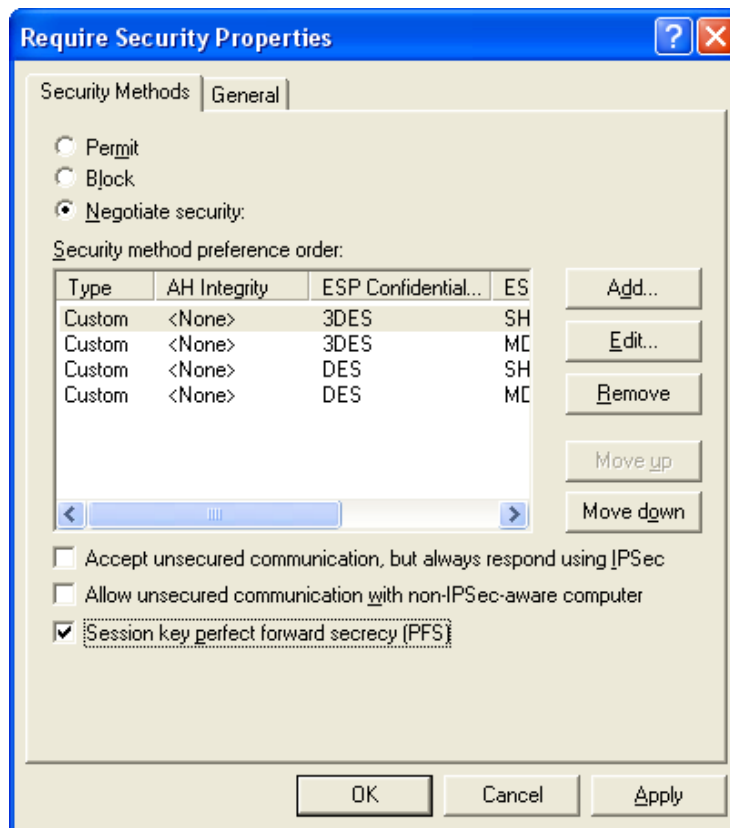 Require Security Properties
Security Methods General
Permit
Block
Negotiate security:
Security method preference order:
Type AH Integrity ESP Confidential... ES
Custom <None> 3DES SH
Custom <None> 3DES MD
Custom <None> DES SH
Custom <None> DES MD
Add...
Edit...
Remove
Move up
Move down
Accept unsecured communication, but always respond using IPSec
Allow unsecured communication with non-IPSec-aware computer
Session key perfect forward secrecy (PFS)
OK Cancel Apply